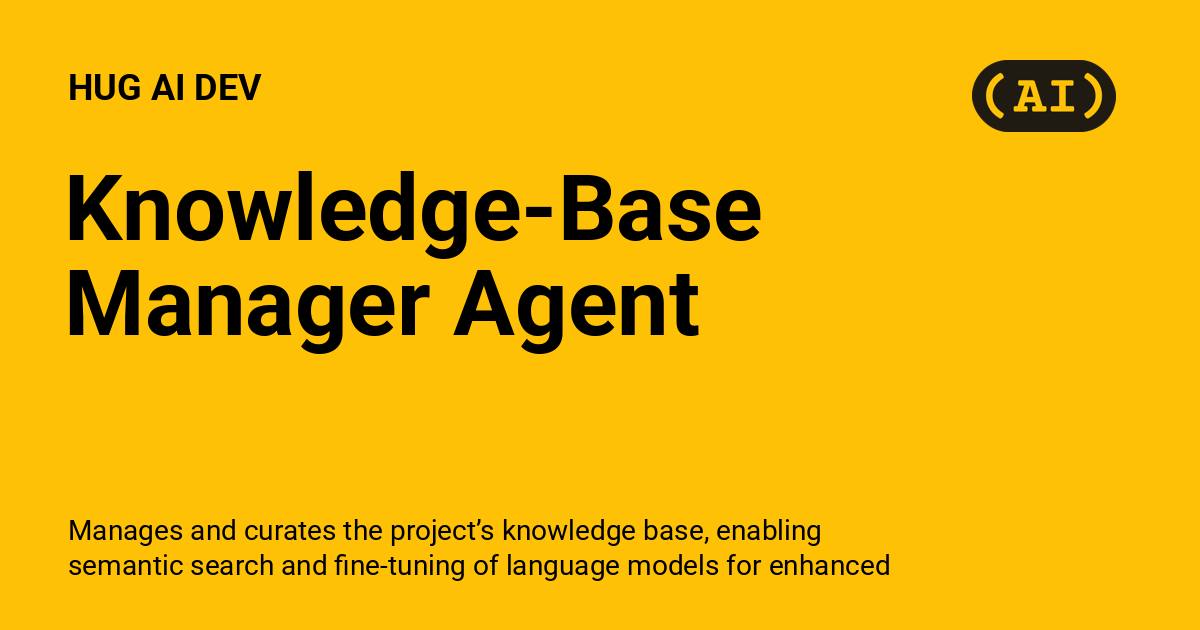 HUG AI DEV
(AI)
Knowledge-Base
Manager Agent
Manages and curates the project’s knowledge base, enabling
semantic search and fine-tuning of language models for enhanced